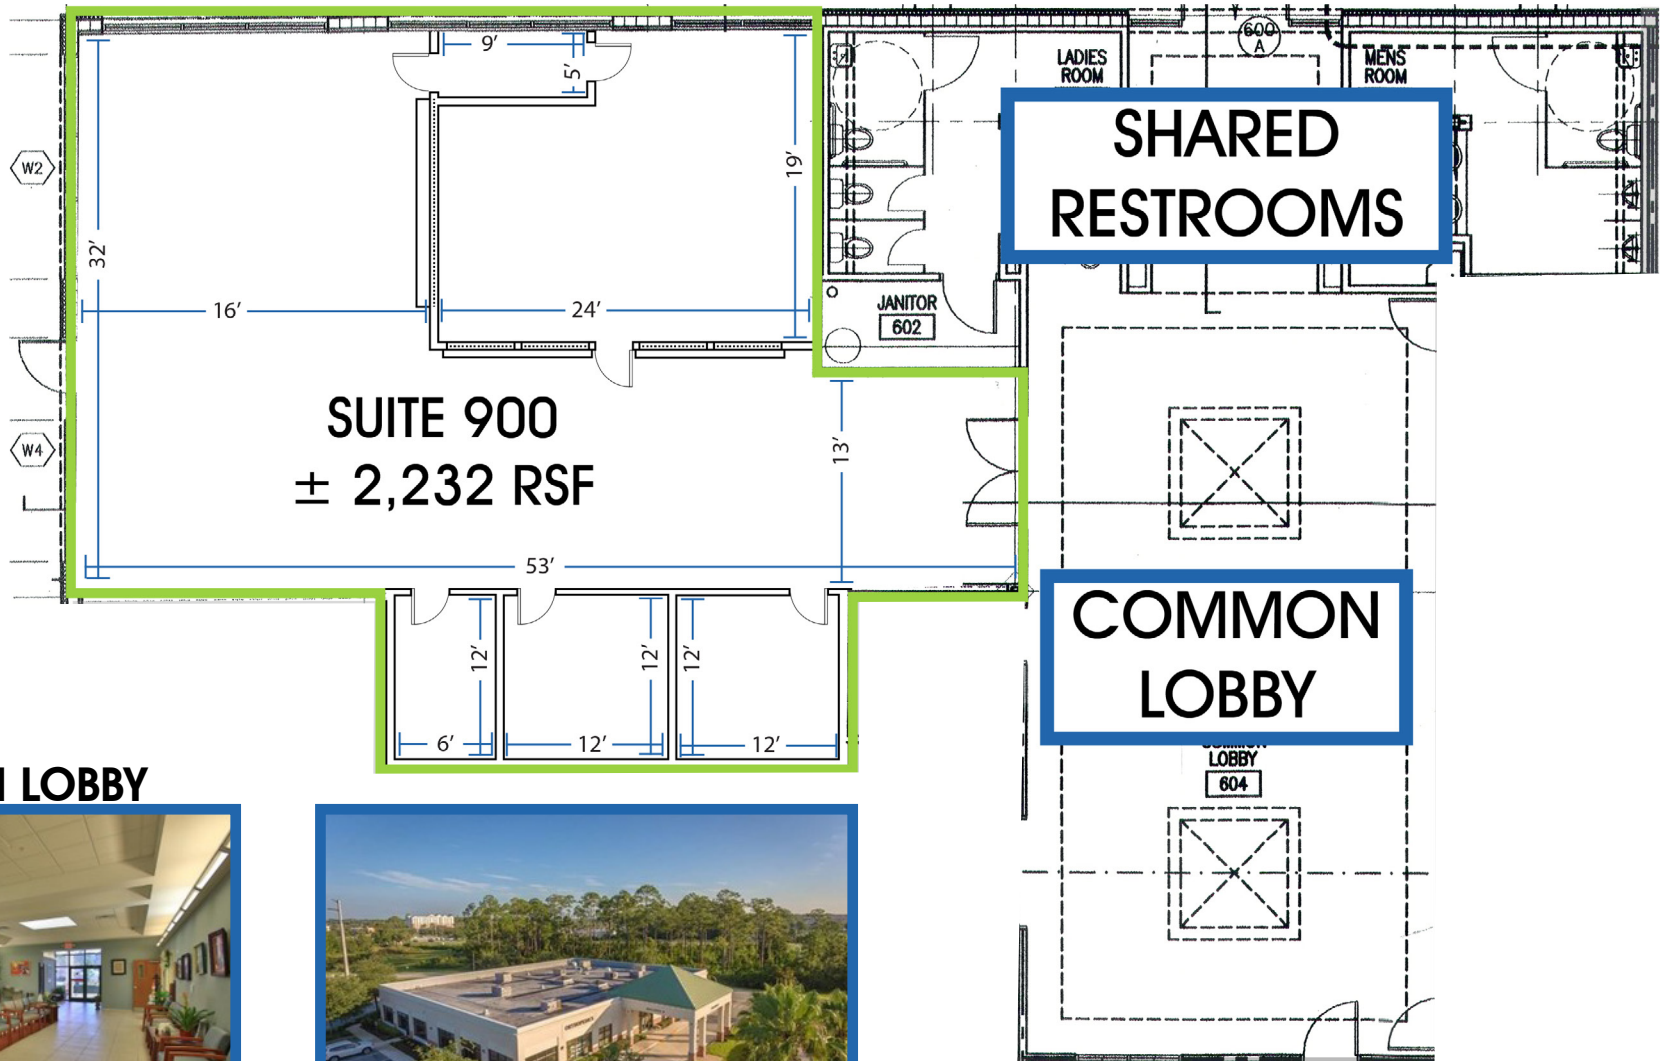 9'
5'
600
A
LADIES
ROOM
MENS
ROOM
SHARED
RESTROOMS
W2
19'
32'
16'
24'
JANITOR
602
SUITE 900
± 2,232 RSF
W4
13'
53'
COMMON
LOBBY
12'
12'
12'
6'
12'
12'
LOBBY
604
LOBBY